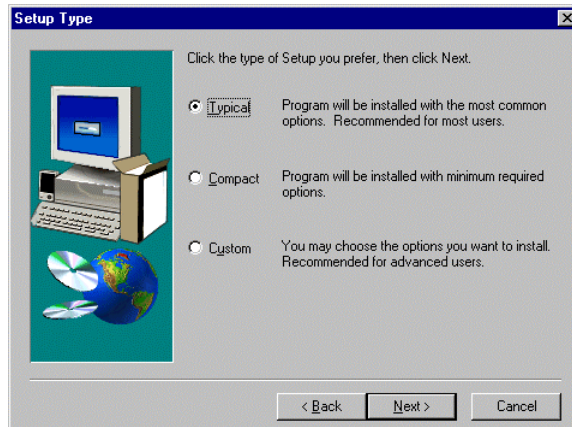 Setup Type
Click the type of Setup you prefer, then click Next.
Typical
Program will be installed with the most common
options. Recommended for most users.
Compact
Program will be installed with minimum required
options.
Custom
You may choose the options you want to install.
Recommended for advanced users.
< Back
Next >
Cancel